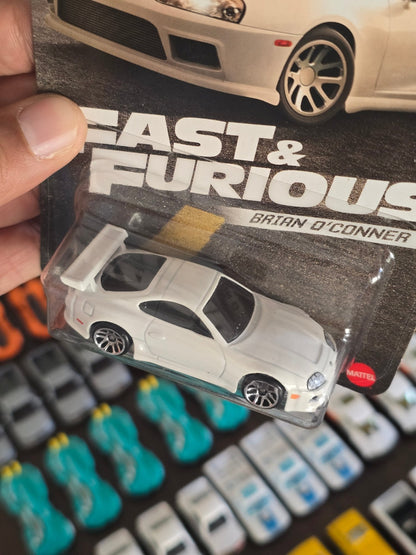 FAST &
FURIOUS
BRIAN O'CONNER
MATTEL